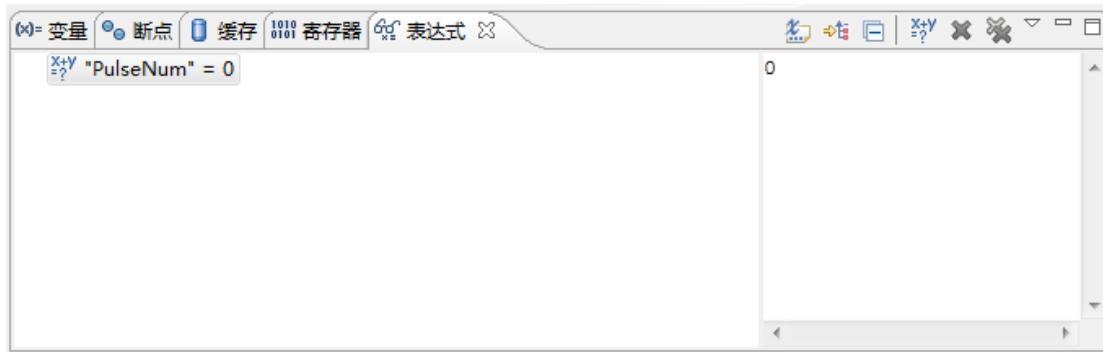 (x)= 变量 断点 缓存 1010 0101 寄存器 表达式
"PulseNum" = 0
0